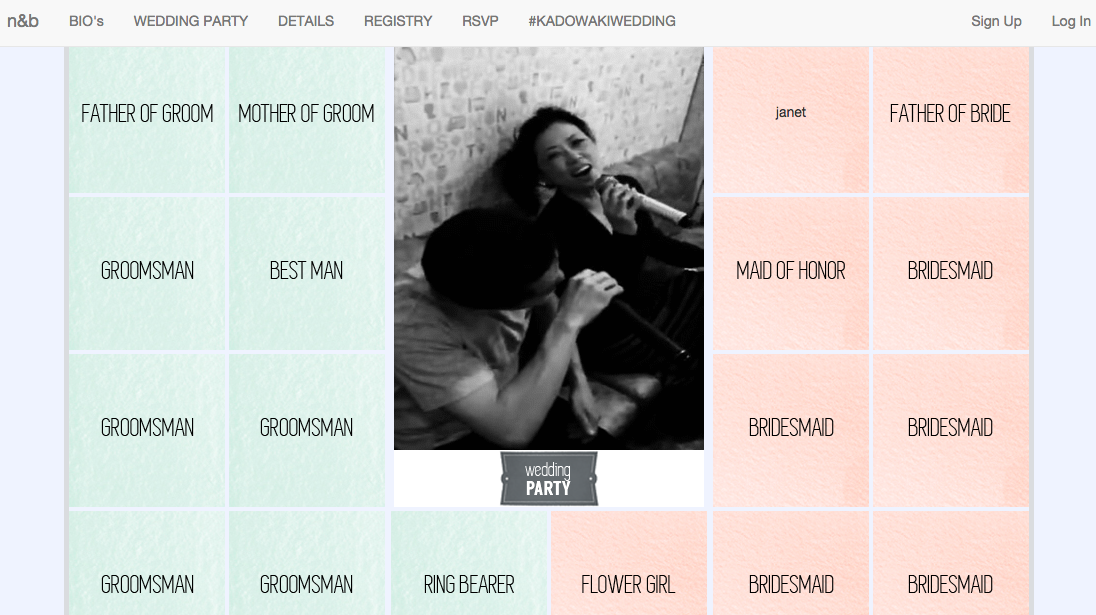 n&b BIO's WEDDING PARTY DETAILS REGISTRY RSVP #KADOWAKIWEDDING Sign Up Log In
FATHER OF GROOM MOTHER OF GROOM janet FATHER OF BRIDE
GROOMSMAN BEST MAN MAID OF HONOR BRIDESMAID
GROOMSMAN GROOMSMAN BRIDESMAID BRIDESMAID
wedding
PARTY
GROOMSMAN GROOMSMAN RING BEARER FLOWER GIRL BRIDESMAID BRIDESMAID